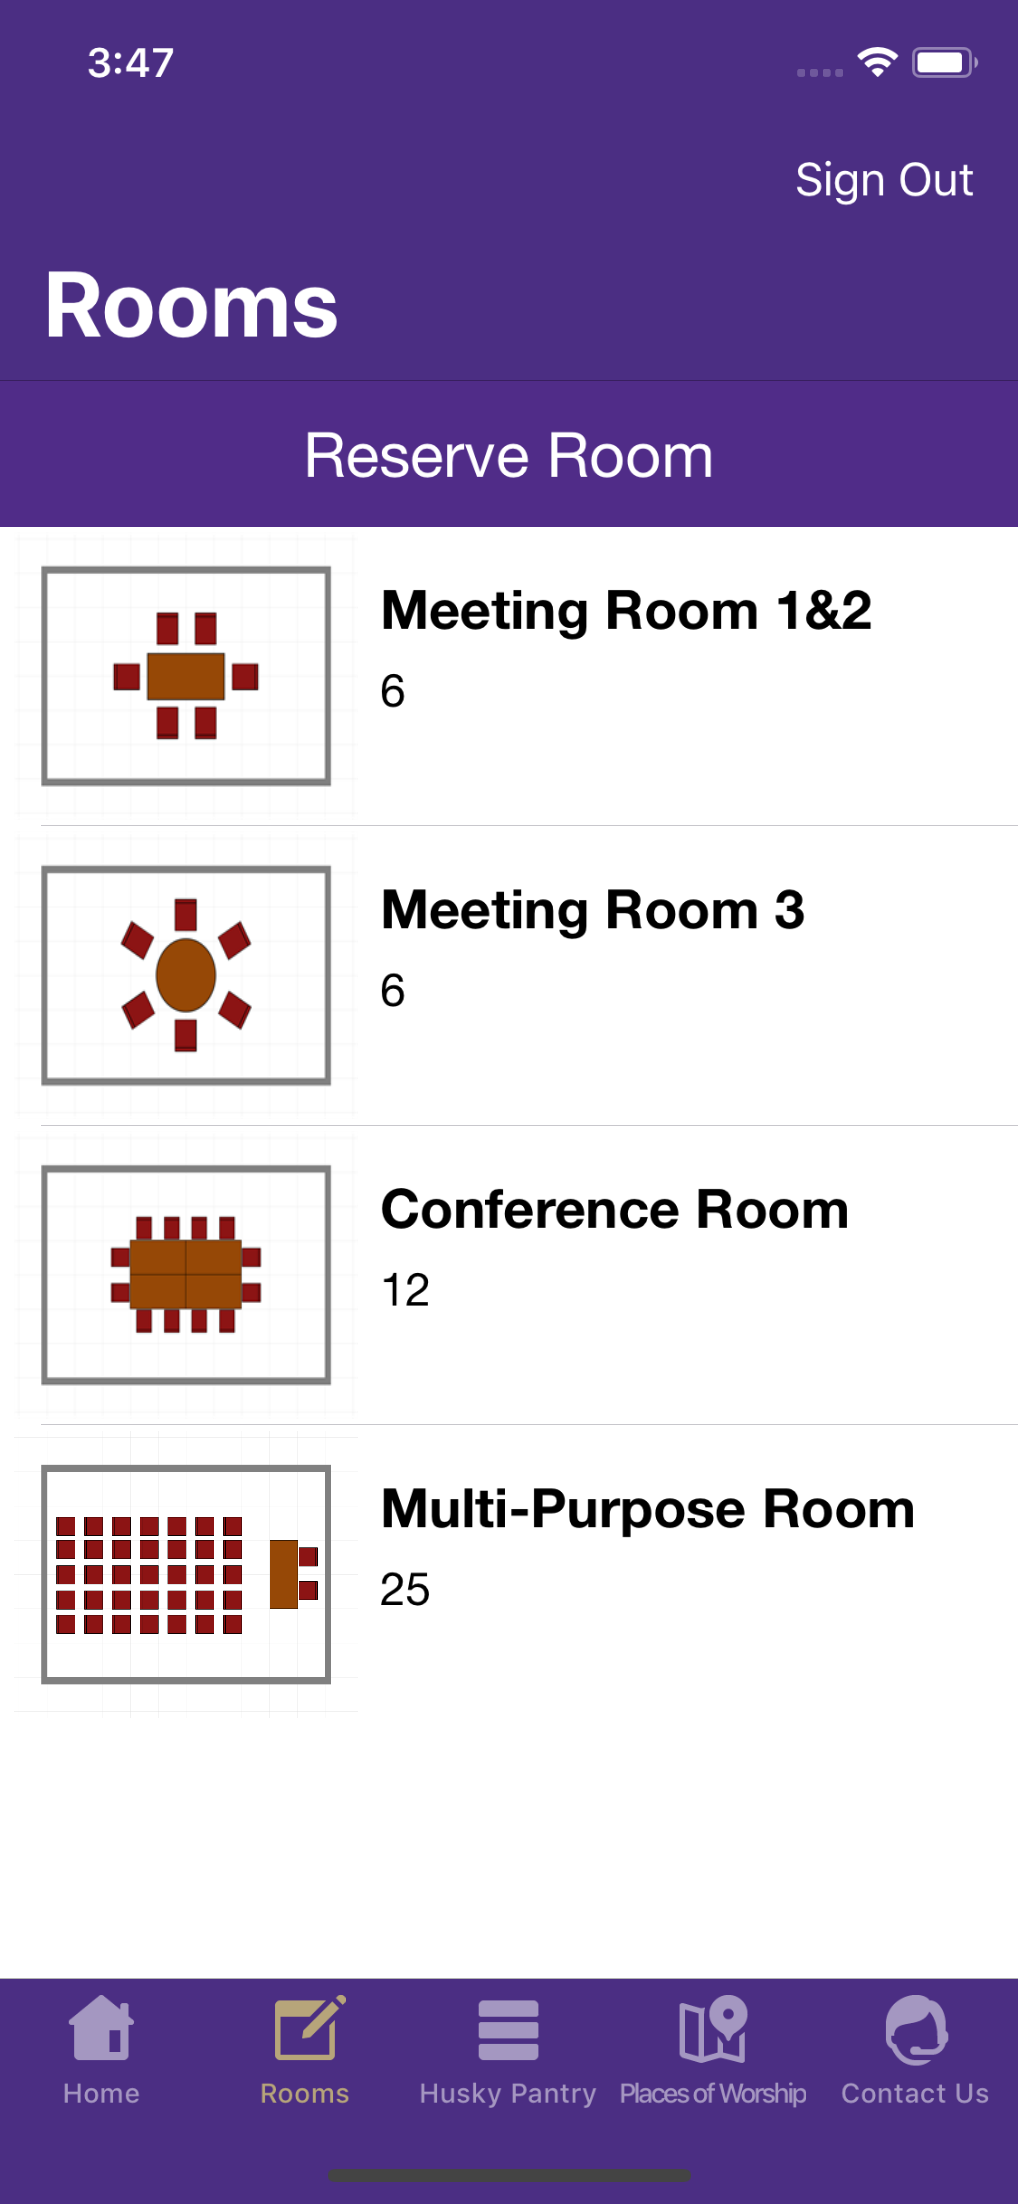 3:47
Sign Out
Rooms
Reserve Room
Meeting Room 1&2
6
Meeting Room 3
6
Conference Room
12
Multi-Purpose Room
25
Home
Rooms
Husky Pantry
Places of Worship
Contact Us